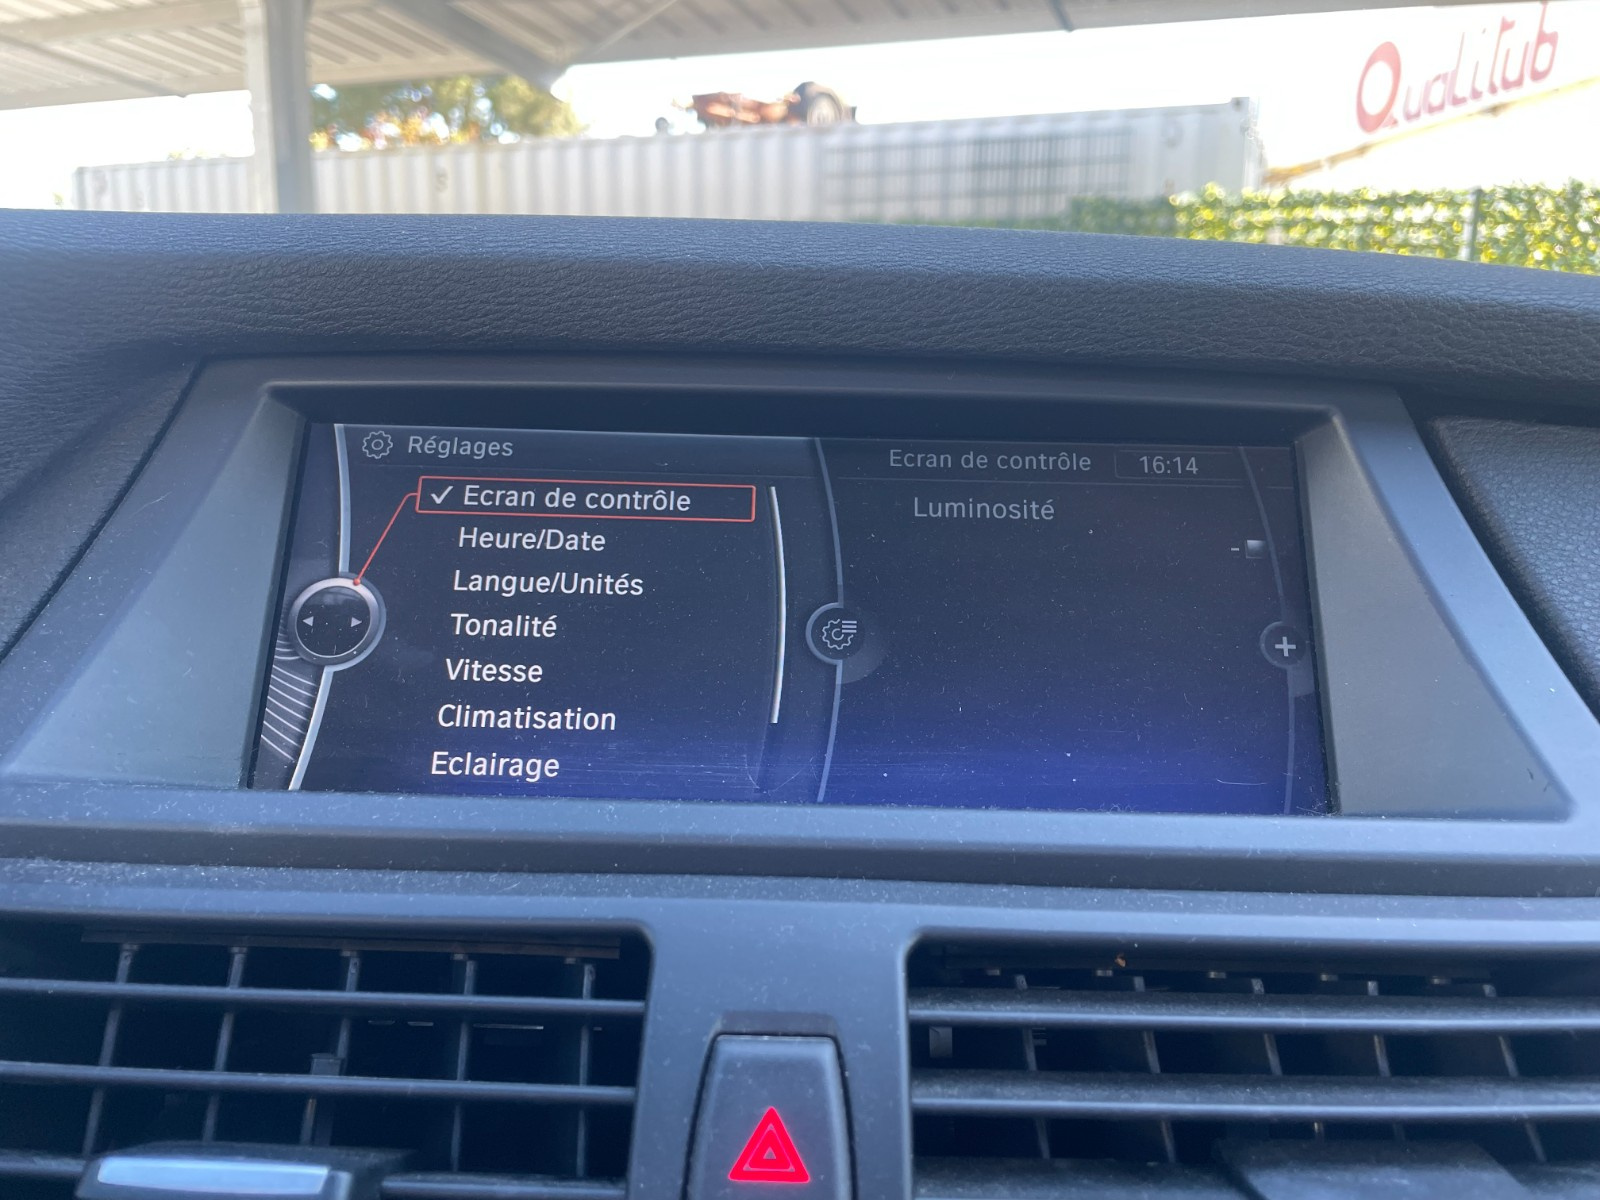 Qualitub
Réglages
Ecran de contrôle 16:14
✓ Ecran de contrôle
Luminosité
Heure/Date
Langue/Unités
Tonalité
Vitesse
Climatisation
Eclairage